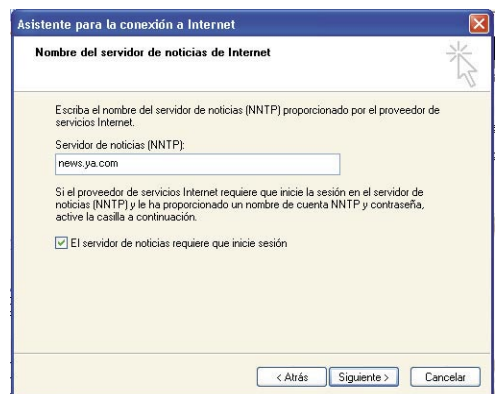 Asistente para la conexión a Internet
Nombre del servidor de noticias de Internet
Escriba el nombre del servidor de noticias (NNTP) proporcionado por el proveedor de
servicios Internet.
Servidor de noticias (NNTP):
news.ya.com
Si el proveedor de servicios Internet requiere que inicie la sesión en el servidor de
noticias (NNTP) y le ha proporcionado un nombre de cuenta NNTP y contraseña,
active la casilla a continuación.
El servidor de noticias requiere que inicie sesión
< Atrás Siguiente > Cancelar